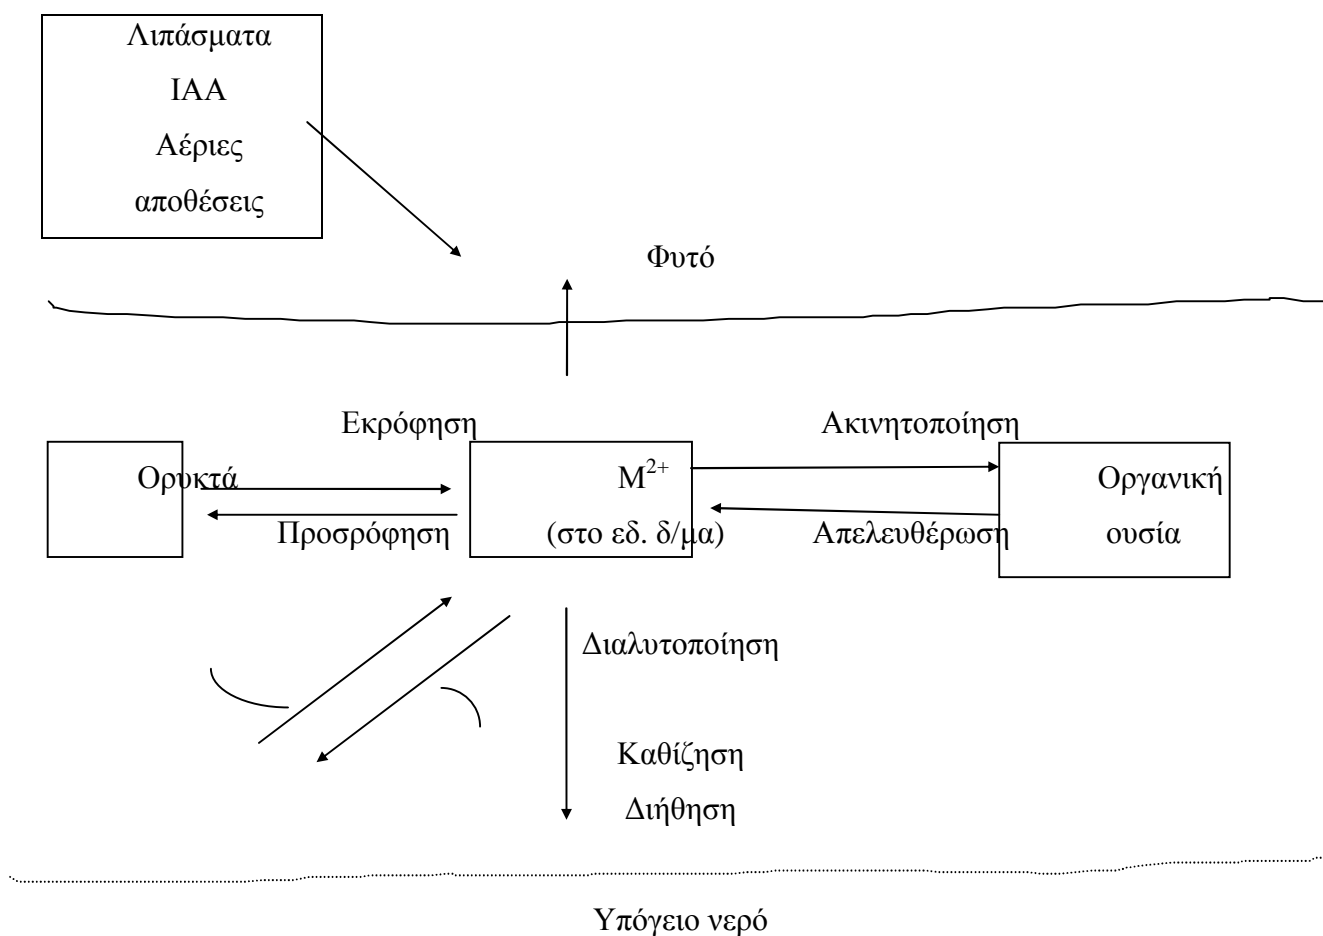 Λιπάσματα
ΙΑΑ
Αέριες
αποθέσεις
Φυτό
Εκρόφηση
Ακινητοποίηση
Ορυκτά
M²⁺
Οργανική
Προσρόφηση
(στο εδ. δ/μα)
Απελευθέρωση
ουσία
Διαλυτοποίηση
Καθίζηση
Διήθηση
Υπόγειο νερό